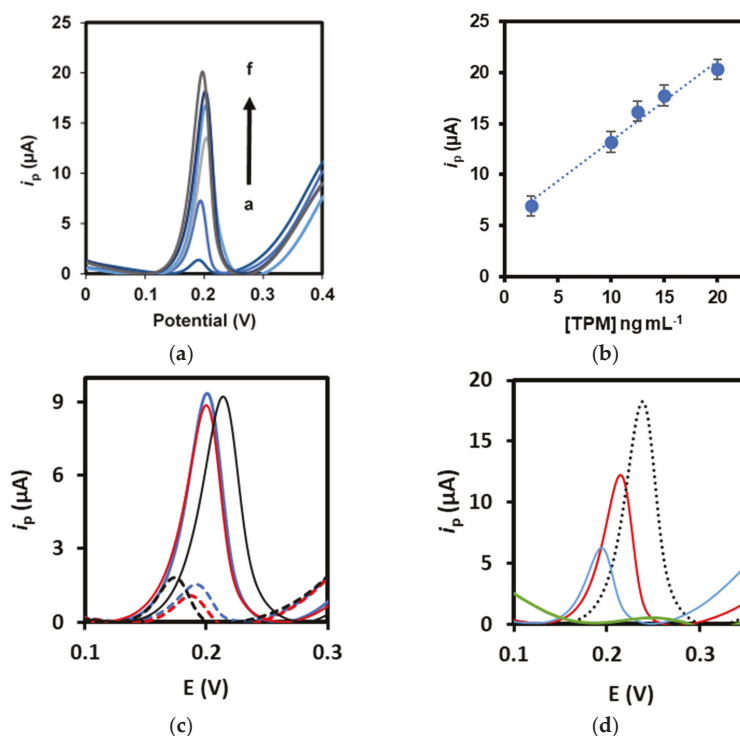 25
20
15
10
5
0
0 0.1 0.2 0.3 0.4
i_p (µA)
Potential (V)
f
a
(a)
25
20
15
10
5
0
0 5 10 15 20
i_p (µA)
[TPM] ng mL⁻¹
(b)
9
6
3
0
0.1 0.2 0.3
i_p (µA)
E (V)
(c)
20
15
10
5
0
0.1 0.2 0.3
i_p (µA)
E (V)
(d)